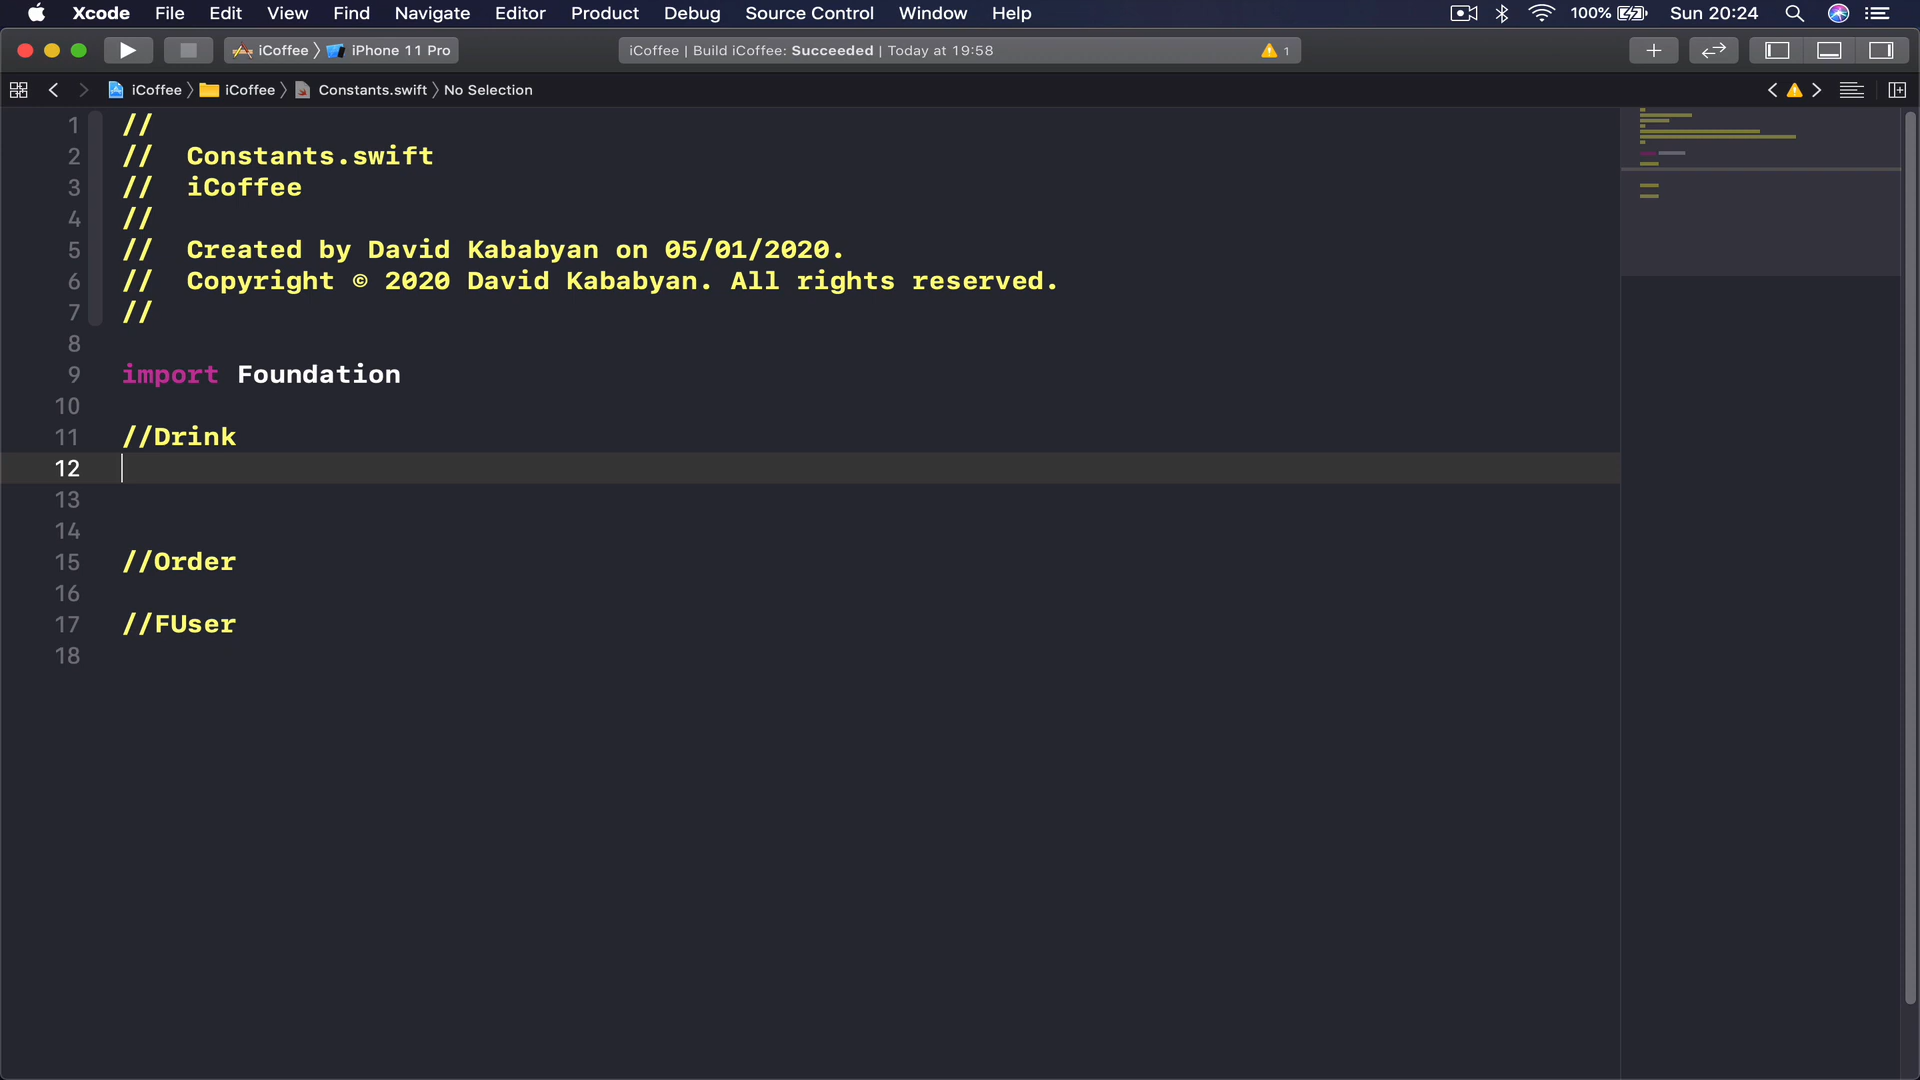 Xcode File Edit View Find Navigate Editor Product Debug Source Control Window Help 100% Sun 20:24
iCoffee iPhone 11 Pro iCoffee | Build iCoffee: Succeeded | Today at 19:58 1
iCoffee iCoffee Constants.swift No Selection
1 //
2 // Constants.swift
3 // iCoffee
4 //
5 // Created by David Kababyan on 05/01/2020.
6 // Copyright © 2020 David Kababyan. All rights reserved.
7 //
8
9 import Foundation
10
11 //Drink
12
13
14
15 //Order
16
17 //FUser
18